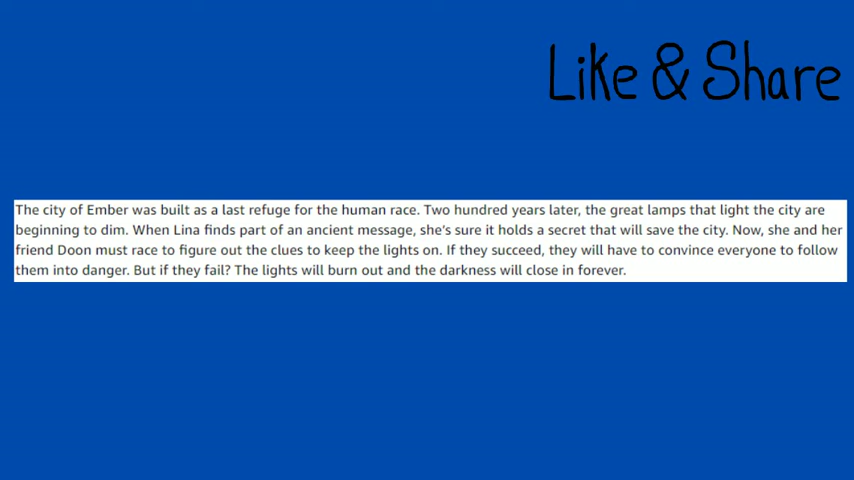 Like & Share
The city of Ember was built as a last refuge for the human race. Two hundred years later, the great lamps that light the city are
beginning to dim. When Lina finds part of an ancient message, she's sure it holds a secret that will save the city. Now, she and her
friend Doon must race to figure out the clues to keep the lights on. If they succeed, they will have to convince everyone to follow
them into danger. But if they fail? The lights will burn out and the darkness will close in forever.